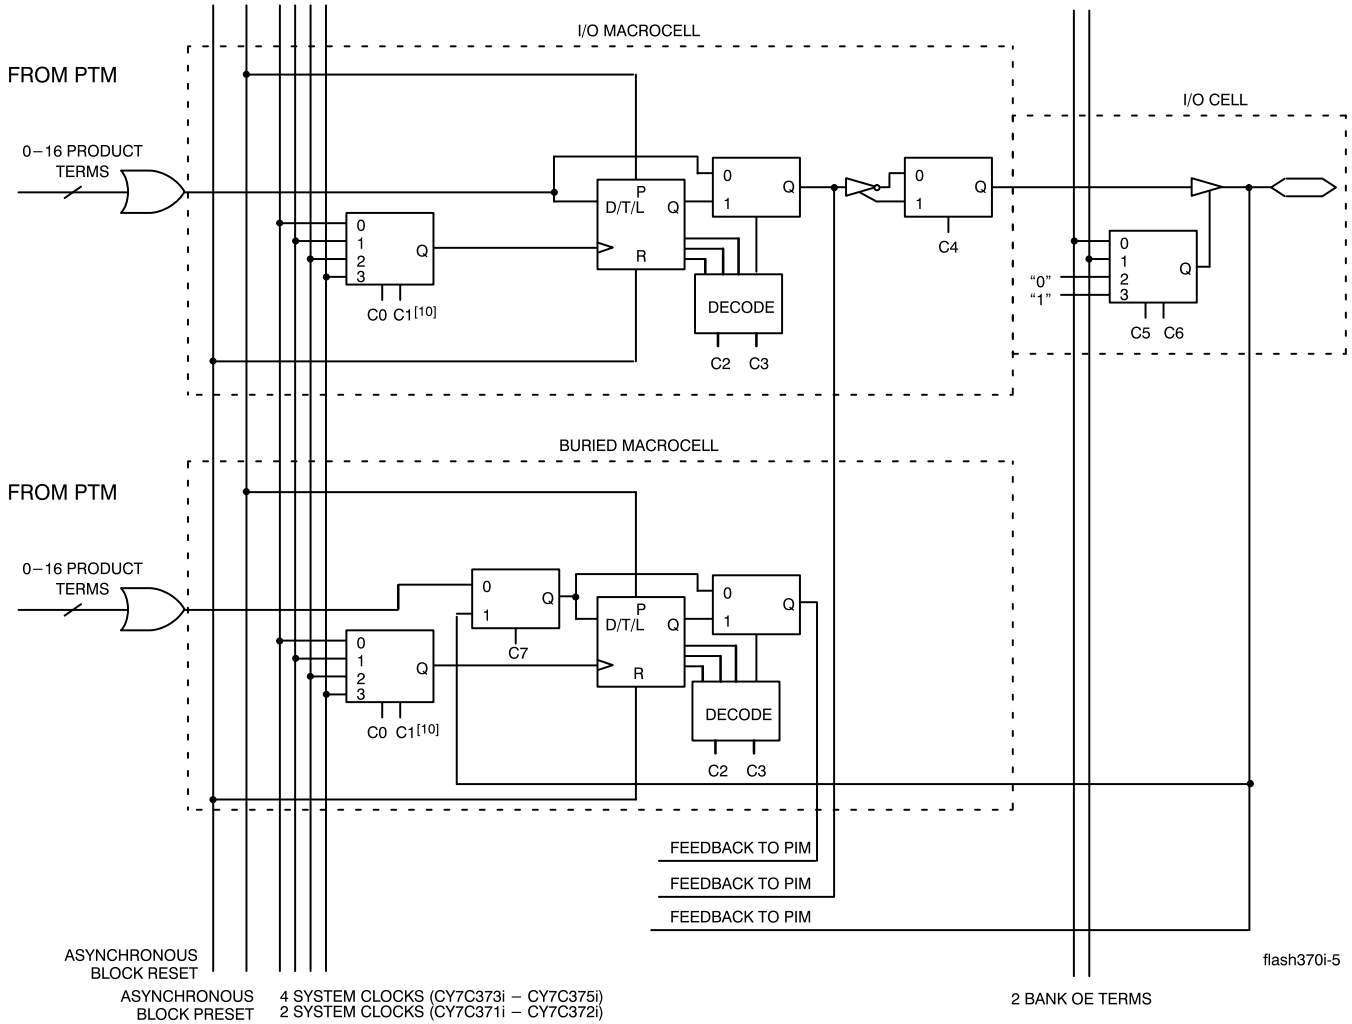 I/O MACROCELL
FROM PTM
I/O CELL
0–16 PRODUCT
TERMS
P
D/T/L Q
R
0
1
Q
0
1
Q
C4
0
1
2
3
Q
C0 C1[10]
DECODE
C2 C3
0
1
2
3
Q
“0”
“1”
C5 C6
BURIED MACROCELL
FROM PTM
0–16 PRODUCT
TERMS
0
1
Q
C7
P
D/T/L Q
R
0
1
Q
0
1
2
3
Q
C0 C1[10]
DECODE
C2 C3
FEEDBACK TO PIM
FEEDBACK TO PIM
FEEDBACK TO PIM
ASYNCHRONOUS
BLOCK RESET
ASYNCHRONOUS
BLOCK PRESET
4 SYSTEM CLOCKS (CY7C373i – CY7C375i)
2 SYSTEM CLOCKS (CY7C371i – CY7C372i)
2 BANK OE TERMS
flash370i-5